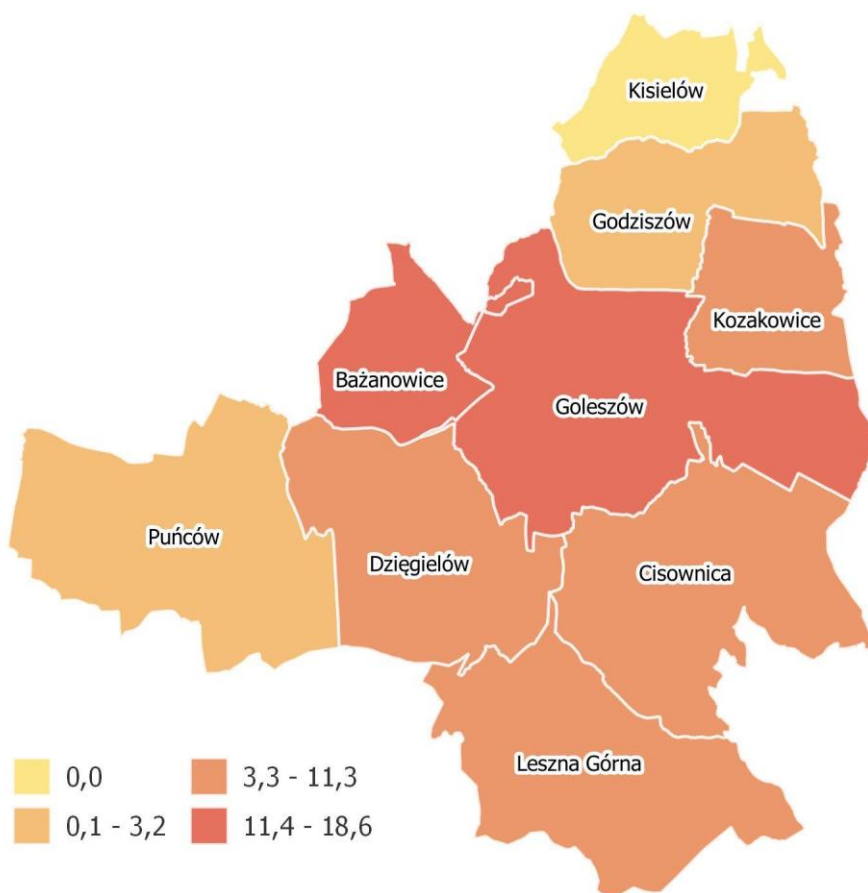 Kisielów
Godziszów
Kozakowice
Bażanowice
Goleszów
Puńców
Dzięgielów
Cisownica
Leszna Górna
0,0
3,3 - 11,3
0,1 - 3,2
11,4 - 18,6